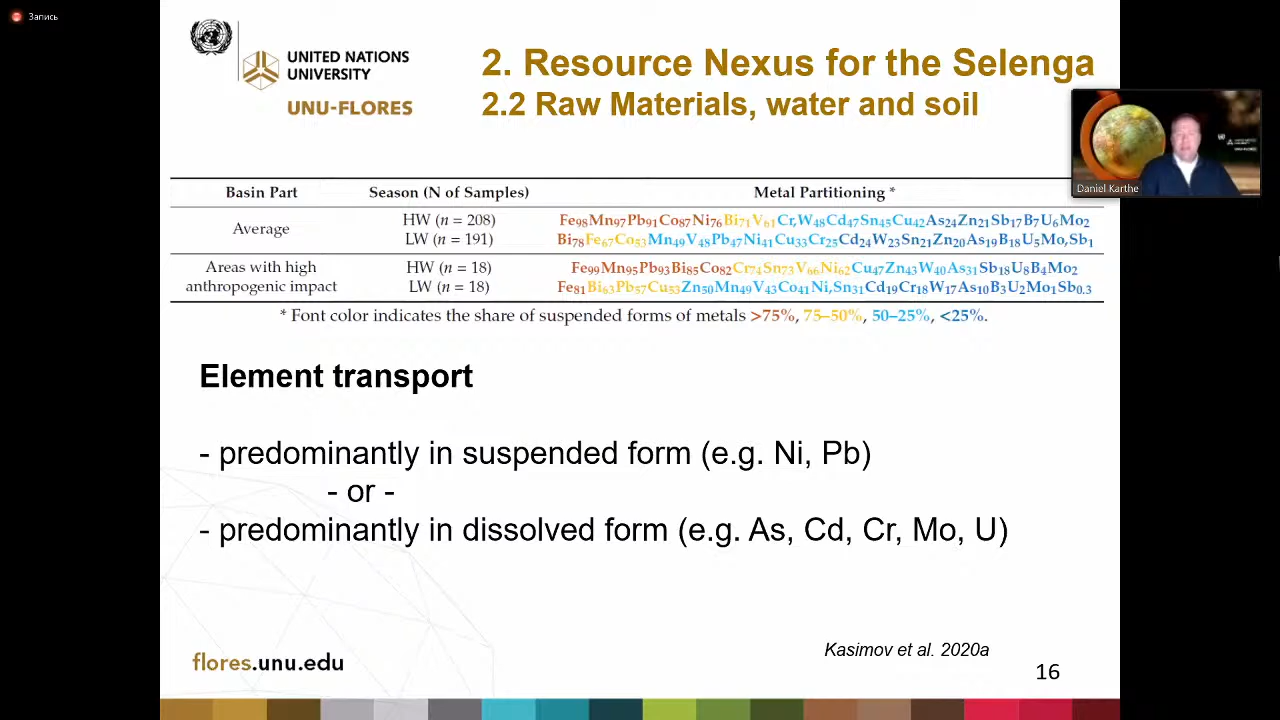 Запись
UNITED NATIONS
UNIVERSITY
UNU-FLORES
2. Resource Nexus for the Selenga
2.2 Raw Materials, water and soil
Daniel Karthe
Basin Part Season (N of Samples) Metal Partitioning *
Average HW (n = 208) Fe98Mn97Pb91Co87Ni76Bi71V61Cr,W48Cd47Sn45Cu42As24Zn21Sb17B7U6Mo2
LW (n = 191) Bi78Fe67Co53Mn49V48Pb47Ni41Cu33Cr25Cd24W23Sn21Zn20As19B18U5Mo,Sb1
Areas with high anthropogenic impact HW (n = 18) Fe99Mn95Pb93Bi85Co82Cr74Sn73V66Ni62Cu47Zn43W40As31Sb18U8B4Mo2
LW (n = 18) Fe81Bi63Pb57Cu53Zn50Mn49V43Co41Ni,Sn31Cd19Cr18W17As10B3U2Mo1Sb0.3
* Font color indicates the share of suspended forms of metals >75%, 75–50%, 50–25%, <25%.
Element transport
- predominantly in suspended form (e.g. Ni, Pb)
- or -
- predominantly in dissolved form (e.g. As, Cd, Cr, Mo, U)
Kasimov et al. 2020a
flores.unu.edu
16